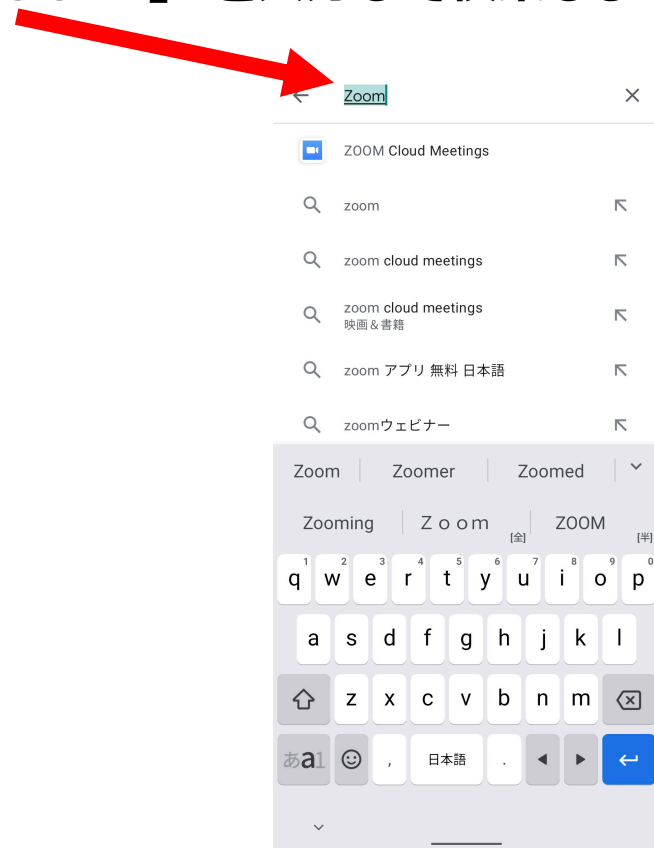 Zoom
ZOOM Cloud Meetings
zoom
zoom cloud meetings
zoom cloud meetings
映画＆書籍
zoom アプリ 無料 日本語
zoomウェビナー
Zoom Zoomer Zoomed
Zooming Ｚｏｏｍ [全] ZOOM [半]
1 2 3 4 5 6 7 8 9 0
q w e r t y u i o p
a s d f g h j k l
z x c v b n m
あa1 , 日本語 .